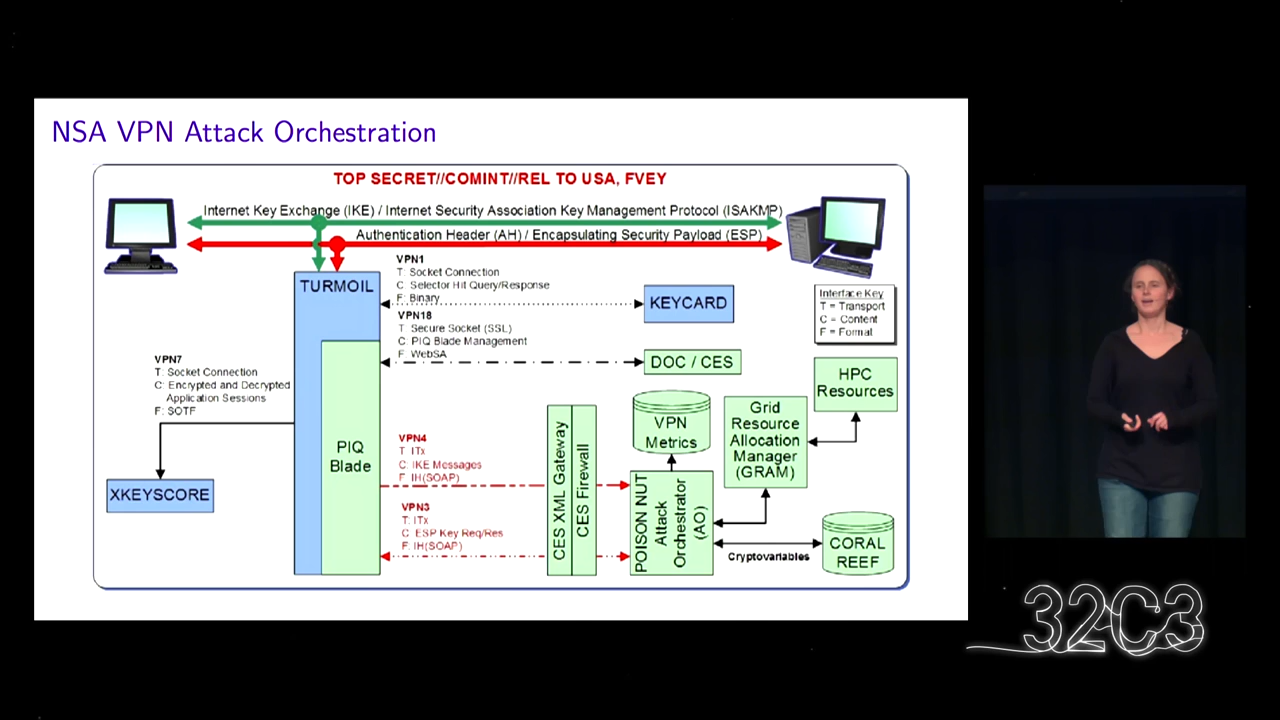 NSA VPN Attack Orchestration
TOP SECRET//COMINT//REL TO USA, FVEY
Internet Key Exchange (IKE) / Internet Security Association Key Management Protocol (ISAKMP)
Authentication Header (AH) / Encapsulating Security Payload (ESP)
TURMOIL
VPN1
T: Socket Connection
C: Selector Hit Query/Response
F: Binary
KEYCARD
Interface Key
T = Transport
C = Content
F = Format
VPN18
T: Secure Socket (SSL)
C: PIQ Blade Management
F: WebSA
DOC / CES
VPN7
T: Socket Connection
C: Encrypted and Decrypted
Application Sessions
F: SOTF
XKEYSCORE
PIQ
Blade
VPN4
T: ITx
C: IKE Messages
F: IH(SOAP)
VPN3
T: ITx
C: ESP Key Req/Res
F: IH(SOAP)
CES XML Gateway
CES Firewall
VPN
Metrics
POISON NUT
Attack
Orchestrator
(AO)
Grid
Resource
Allocation
Manager
(GRAM)
HPC
Resources
Cryptovariables
CORAL
REEF
32C3